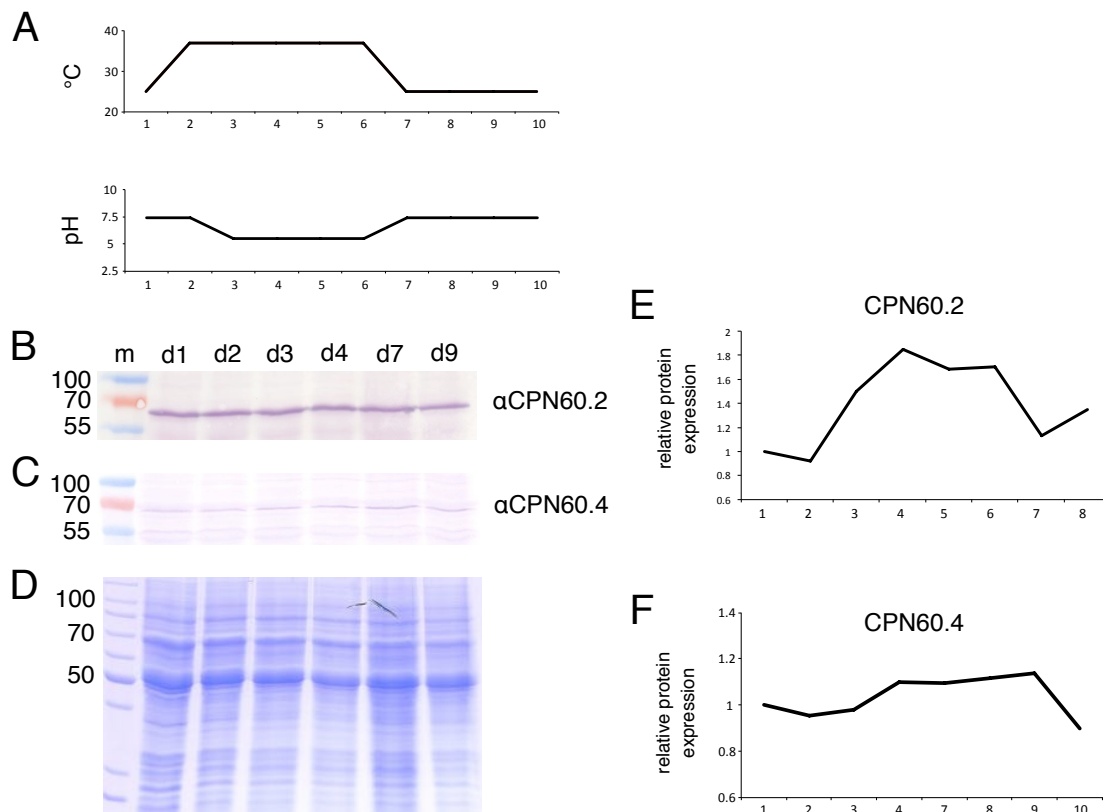 A
°C
40
30
20
1 2 3 4 5 6 7 8 9 10
pH
10
7.5
5
2.5
1 2 3 4 5 6 7 8 9 10
B
m d1 d2 d3 d4 d7 d9
100
70
55
αCPN60.2
C
100
70
55
αCPN60.4
D
100
70
50
E
CPN60.2
relative protein
expression
2
1.8
1.6
1.4
1.2
1
0.8
0.6
1 2 3 4 5 6 7 8
F
CPN60.4
relative protein
expression
1.4
1.2
1
0.8
0.6
1 2 3 4 5 6 7 8 9 10